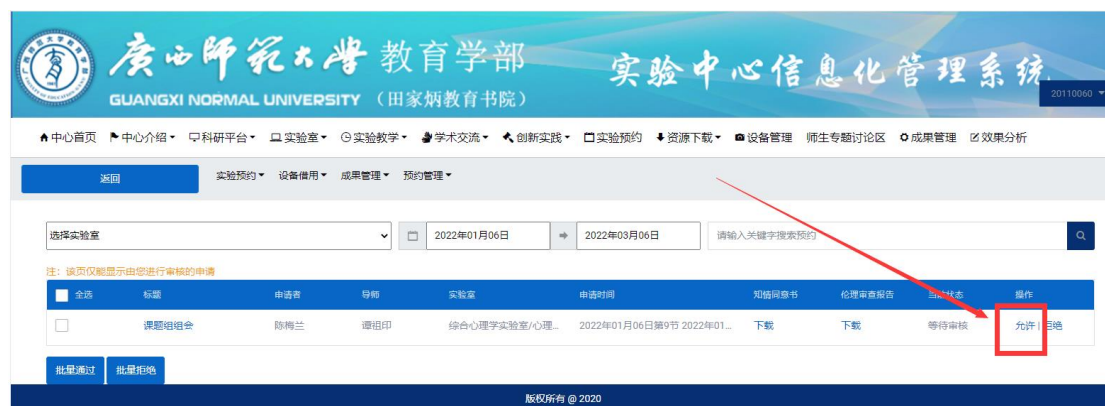 广西师范大学 教育学部 实验中心信息化管理系统
GUANGXI NORMAL UNIVERSITY （田家炳教育书院）
20110060
中心首页 中心介绍 科研平台 实验室 实验教学 学术交流 创新实践 实验预约 资源下载 设备管理 师生专题讨论区 成果管理 效果分析
返回 实验预约 设备借用 成果管理 预约管理
选择实验室 2022年01月06日 2022年03月06日 请输入关键字搜索预约
注：该页仅能显示由您进行审核的申请
全选 标题 申请者 导师 实验室 申请时间 知情同意书 伦理审查报告 当前状态 操作
课题组组会 陈梅兰 谭祖印 综合心理学实验室/心理... 2022年01月06日第9节 2022年01... 下载 下载 等待审核 允许 | 拒绝
批量通过 批量拒绝
版权所有 @ 2020